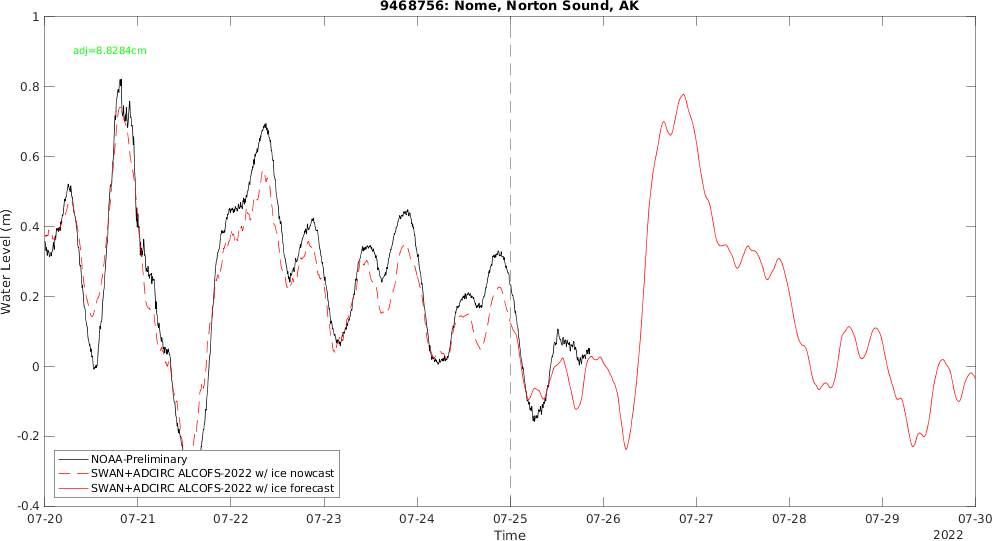 9468756: Nome, Norton Sound, AK
adj=8.8284cm
1
0.8
0.6
0.4
0.2
0
-0.2
-0.4
Water Level (m)
NOAA-Preliminary
SWAN+ADCIRC ALCOFS-2022 w/ ice nowcast
SWAN+ADCIRC ALCOFS-2022 w/ ice forecast
07-20 07-21 07-22 07-23 07-24 07-25 07-26 07-27 07-28 07-29 07-30
Time
2022